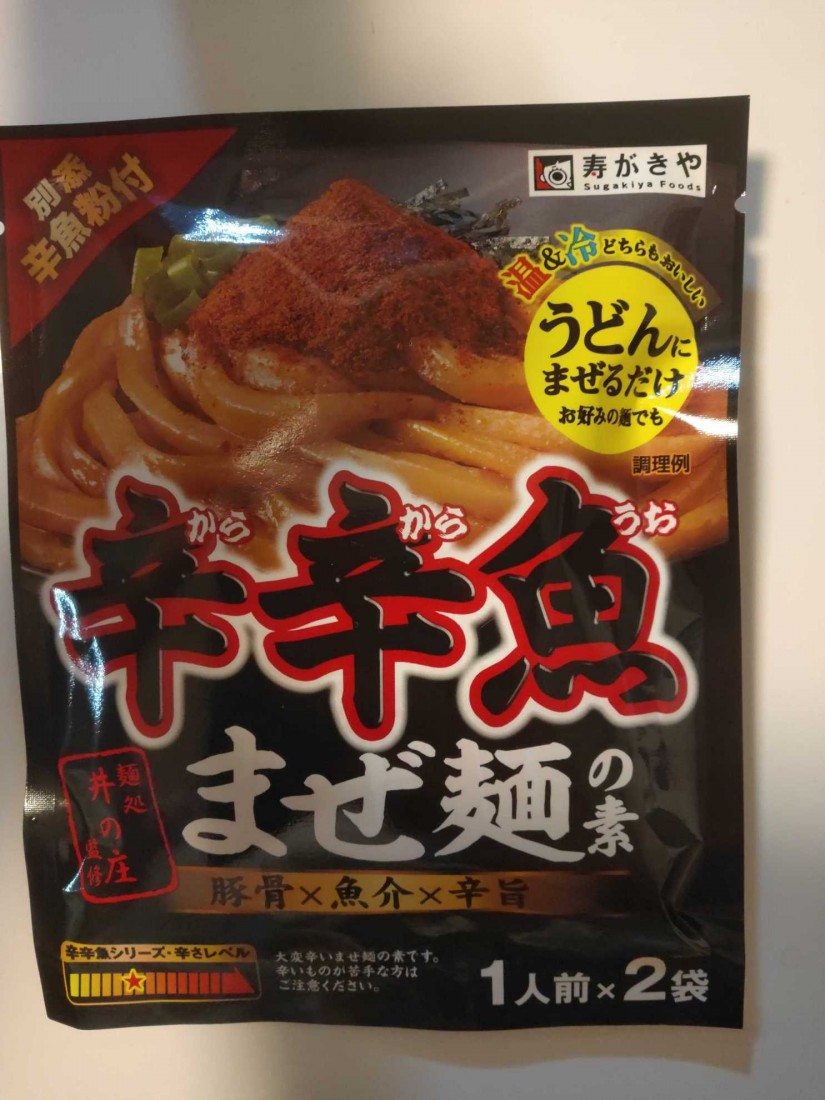 別添
辛魚粉付
寿がきや
Sugakiya Foods
温&冷どちらもおいしい
うどんに
まぜるだけ
お好みの麺でも
調理例
から から うお
辛辛魚
まぜ麺の素
麺処
井の庄
監修
豚骨×魚介×辛旨
辛辛魚シリーズ・辛さレベル
大変辛いまぜ麺の素です。
辛いものが苦手な方は
ご注意ください。
1人前×2袋